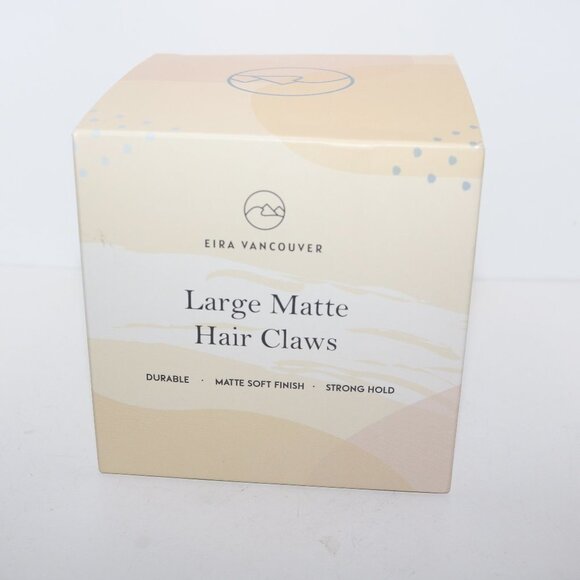 EIRA VANCOUVER
Large Matte
Hair Claws
DURABLE · MATTE SOFT FINISH · STRONG HOLD